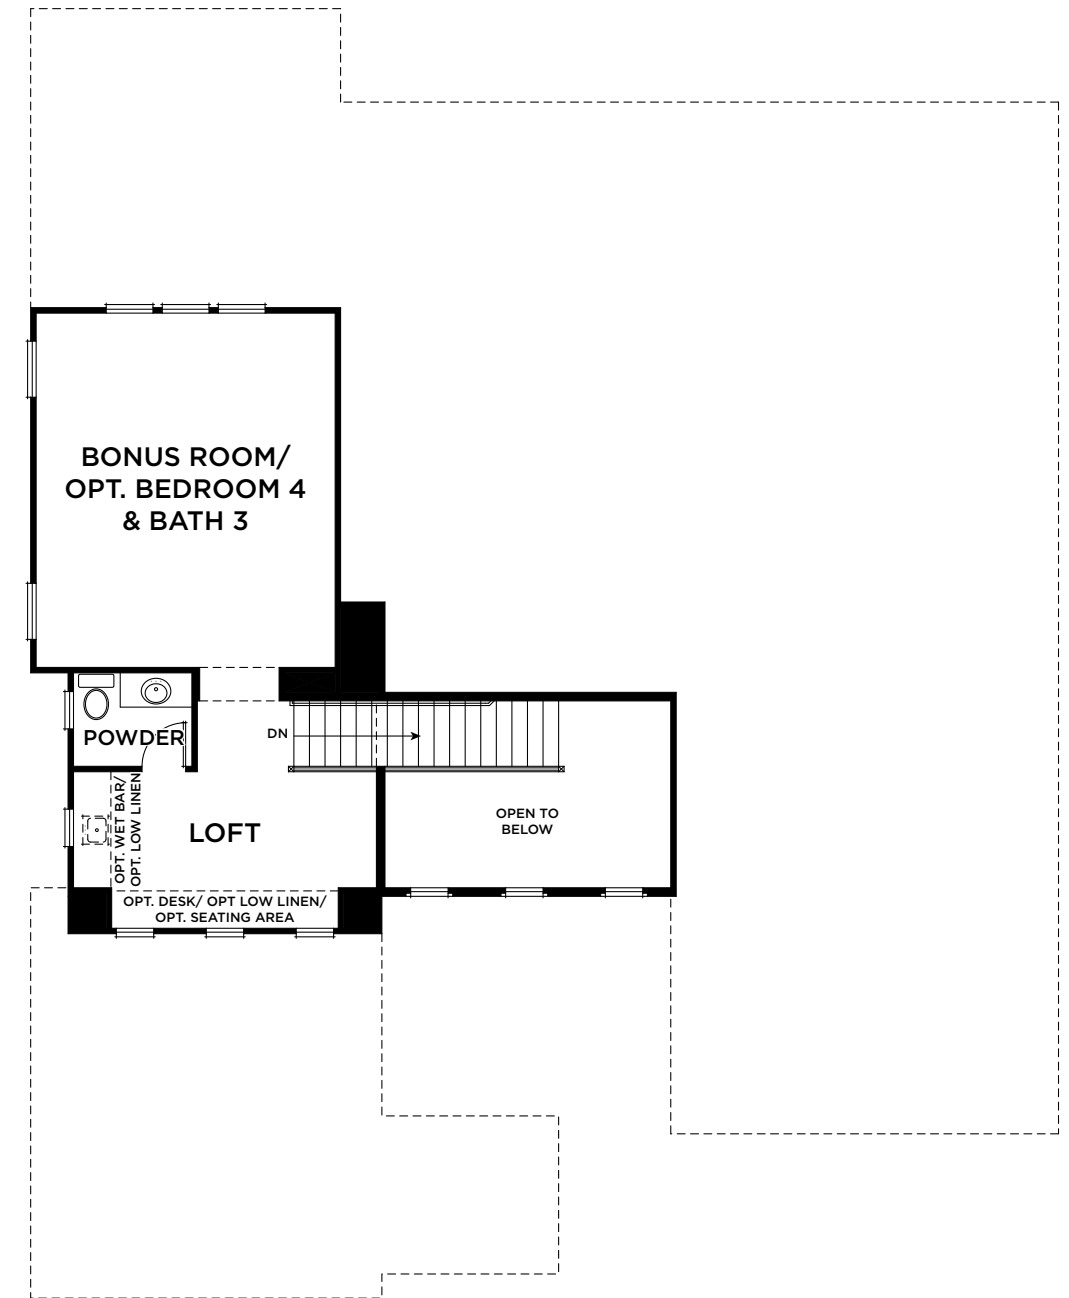 BONUS ROOM/
OPT. BEDROOM 4
& BATH 3
POWDER
DN
OPT. WET BAR/
OPT. LOW LINEN
LOFT
OPEN TO
BELOW
OPT. DESK/ OPT LOW LINEN/
OPT. SEATING AREA